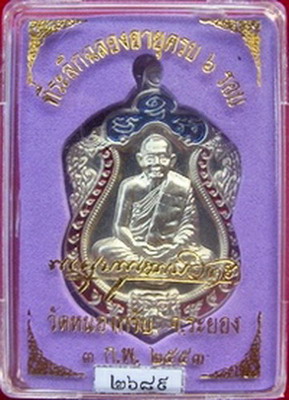 ที่ระลึกฉลองอายุครบ ๖ รอบ
วัดหนองกรับ จ.ระยอง
๓ ก.พ. ๒๕๕๓
๒๖๘๙